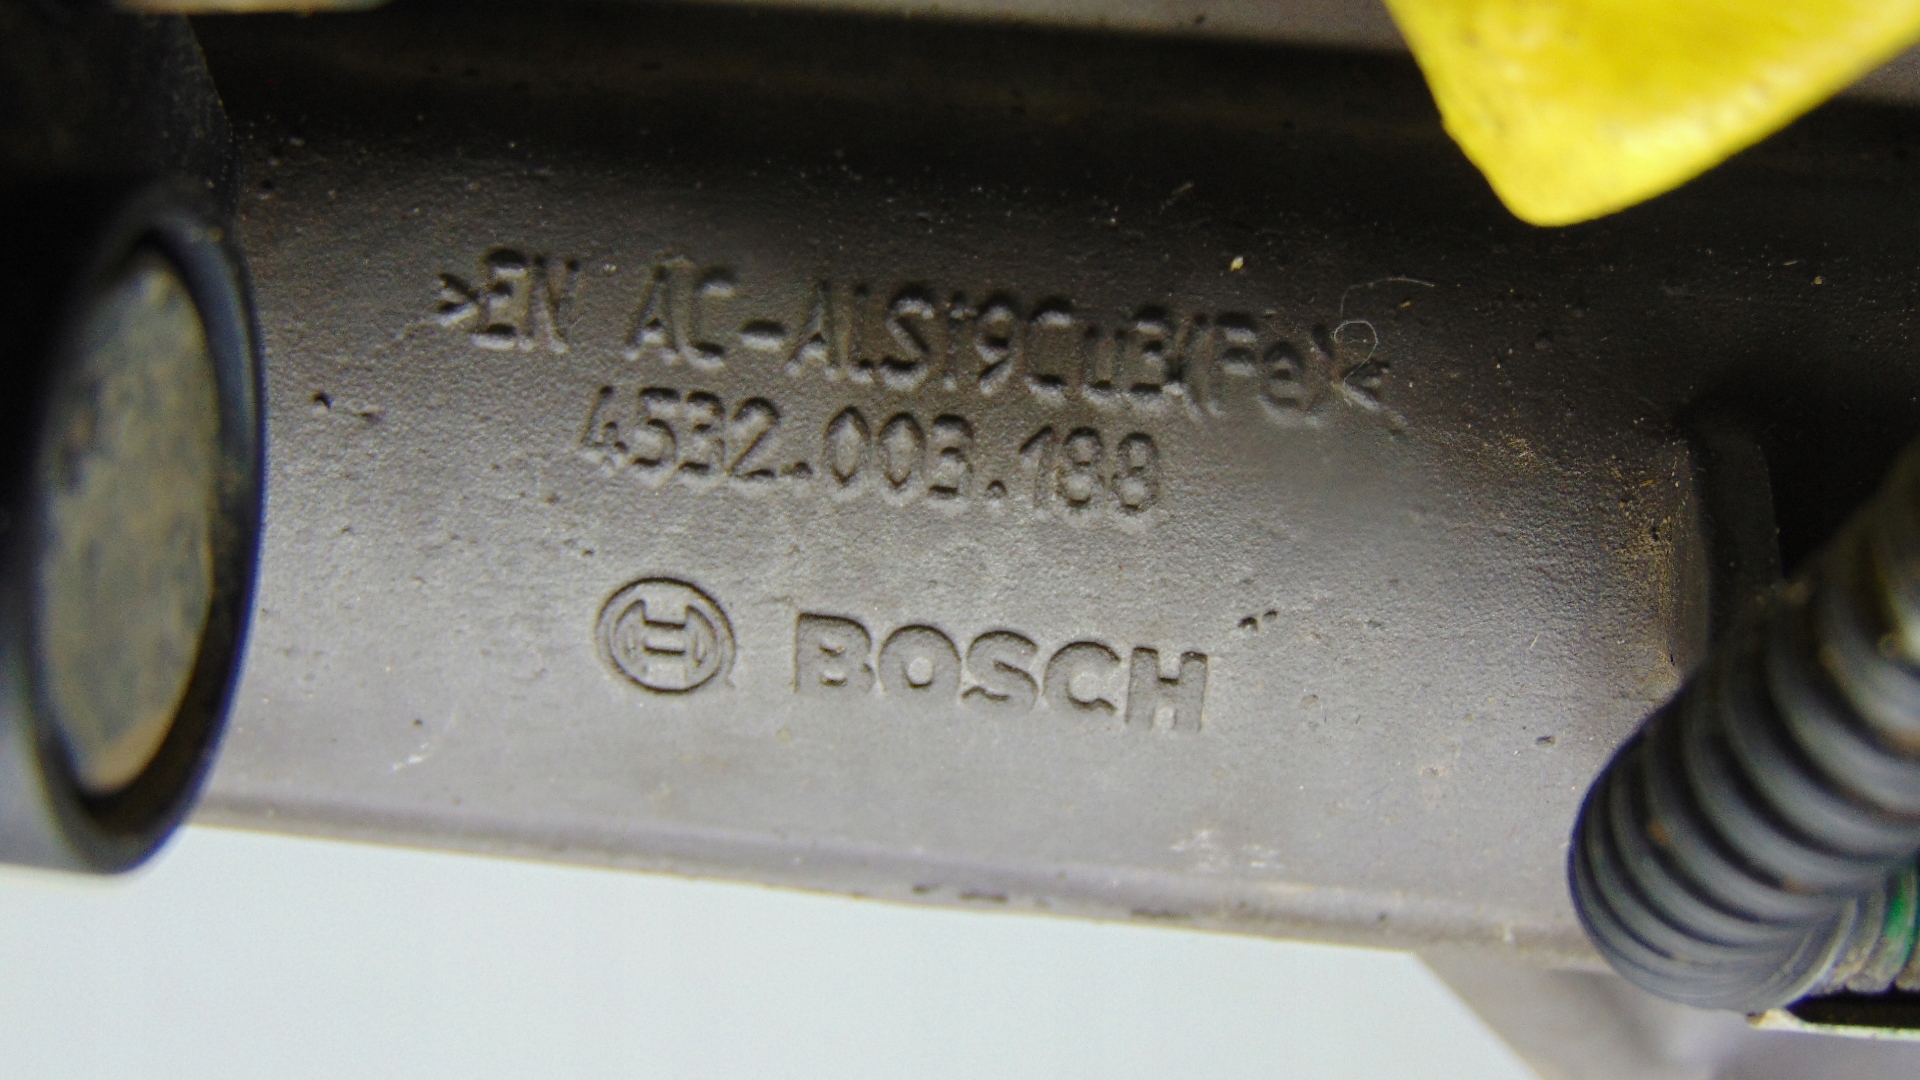 >EN AC-ALSi9Cu3(Fe)<
4532.003.188
BOSCH